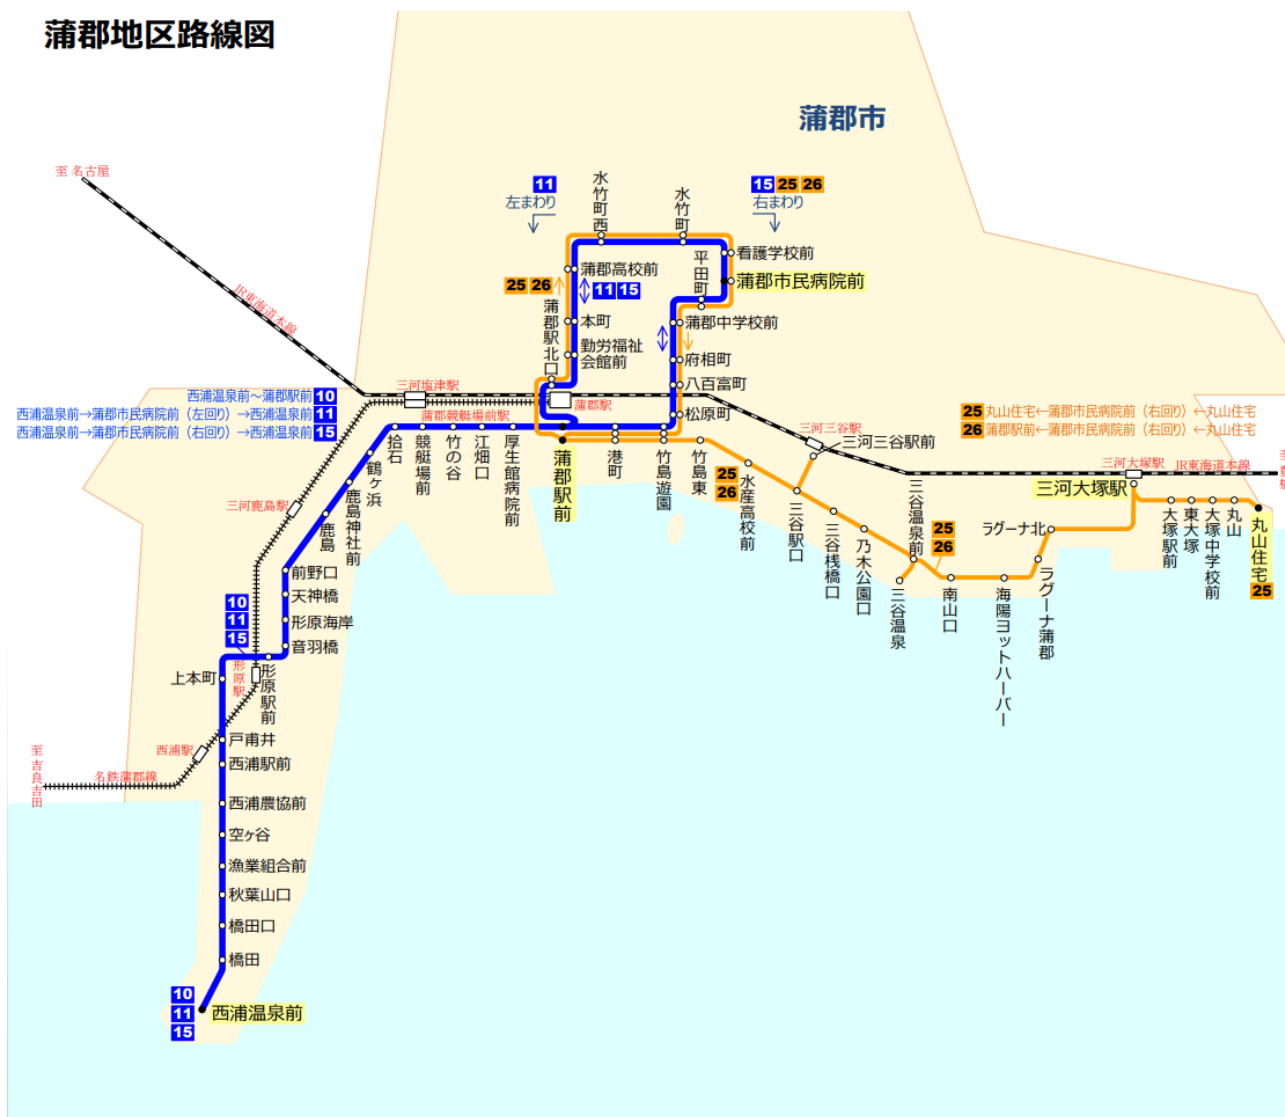 蒲郡地区路線図
蒲郡市
至 名古屋
JR東海道本線
11
左まわり
水竹町西
水竹町
15 25 26
右まわり
看護学校前
平田町
蒲郡市民病院前
蒲郡高校前
25 26
11 15
蒲郡駅北口
本町
蒲郡中学校前
勤労福祉
会館前
府相町
八百富町
松原町
三河塩津駅
蒲郡駅
蒲郡競艇場前駅
西浦温泉前~蒲郡駅前 10
西浦温泉前→蒲郡市民病院前(左回り)→西浦温泉前 11
西浦温泉前→蒲郡市民病院前(右回り)→西浦温泉前 15
25 丸山住宅←蒲郡市民病院前(右回り)←丸山住宅
26 蒲郡駅前←蒲郡市民病院前(右回り)←丸山住宅
拾石
競艇場前
竹の谷
江畑口
厚生館病院前
蒲郡駅前
港町
竹島遊園
竹島東
25
26
水産高校前
三河三谷駅
三河三谷駅前
三谷駅口
三谷桟橋口
乃木公園口
三谷温泉前
25
26
三谷温泉
南山口
海陽ヨットハーバー
ラグーナ蒲郡
ラグーナ北
三河大塚駅
JR東海道本線
三河大塚駅
大塚駅前
東大塚
大塚中学校前
丸山
丸山住宅
25
鶴ヶ浜
鹿島神社前
鹿島
三河鹿島駅
前野口
天神橋
形原海岸
音羽橋
10
11
15
形原駅
形原駅前
上本町
戸甫井
西浦駅
西浦駅前
至 吉良吉田
名鉄蒲郡線
西浦農協前
空ヶ谷
漁業組合前
秋葉山口
橋田口
橋田
10
11
15
西浦温泉前